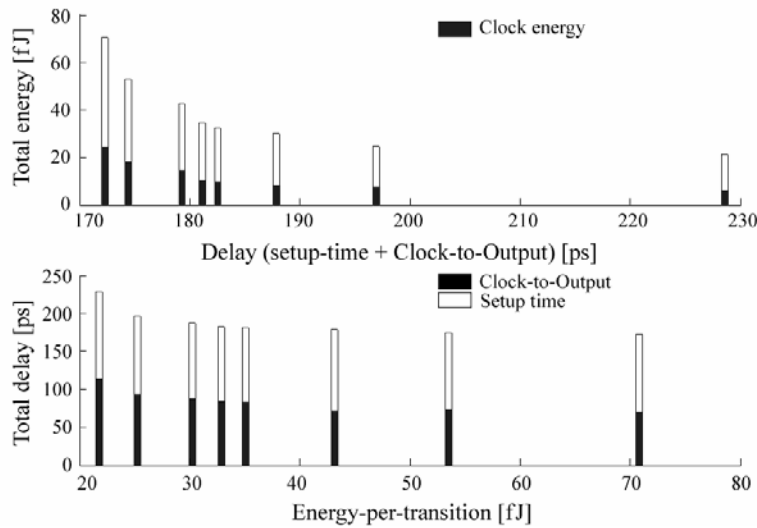 Total energy [fJ]
80
60
40
20
0
Clock energy
170 180 190 200 210 220 230
Delay (setup-time + Clock-to-Output) [ps]
Total delay [ps]
250
200
150
100
50
0
Clock-to-Output
Setup time
20 30 40 50 60 70 80
Energy-per-transition [fJ]